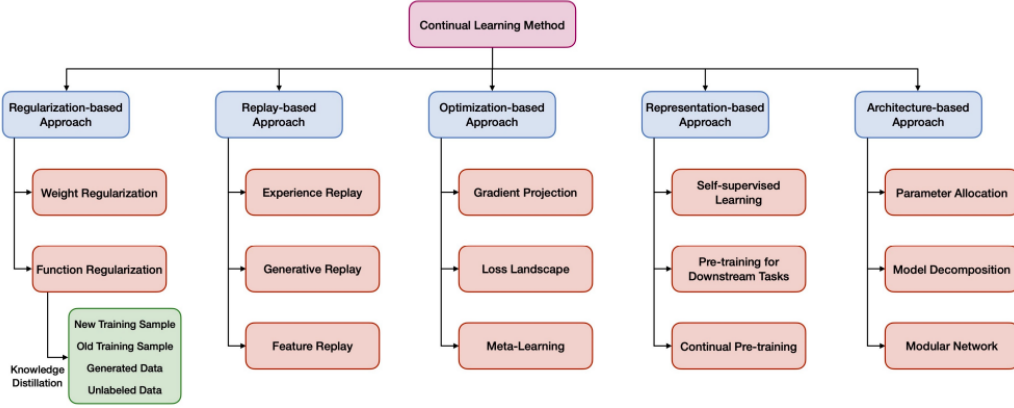 Continual Learning Method
Regularization-based
Approach
Replay-based
Approach
Optimization-based
Approach
Representation-based
Approach
Architecture-based
Approach
Weight Regularization
Experience Replay
Gradient Projection
Self-supervised
Learning
Parameter Allocation
Function Regularization
Generative Replay
Loss Landscape
Pre-training for
Downstream Tasks
Model Decomposition
New Training Sample
Old Training Sample
Generated Data
Unlabeled Data
Knowledge
Distillation
Feature Replay
Meta-Learning
Continual Pre-training
Modular Network